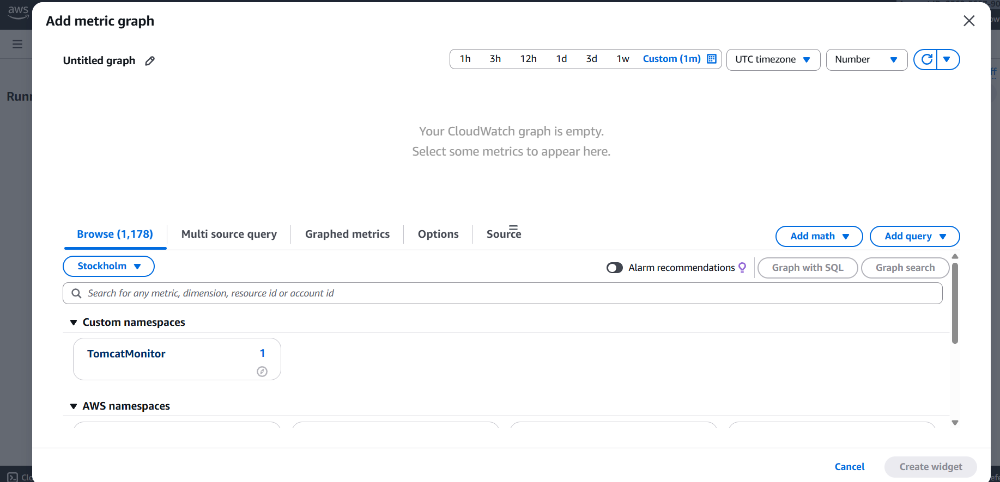 aws
Add metric graph
Untitled graph
1h 3h 12h 1d 3d 1w Custom (1m) UTC timezone Number
Runn
Your CloudWatch graph is empty.
Select some metrics to appear here.
Browse (1,178) Multi source query Graphed metrics Options Source Add math Add query
Stockholm Alarm recommendations Graph with SQL Graph search
Search for any metric, dimension, resource id or account id
Custom namespaces
TomcatMonitor 1
AWS namespaces
Cancel Create widget
Clo